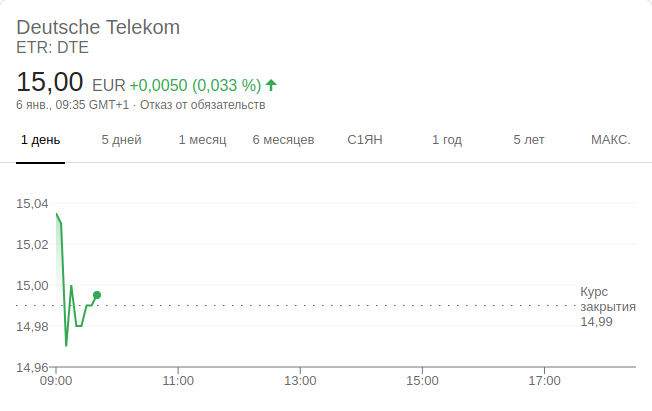 Deutsche Telekom
ETR: DTE
15,00 EUR +0,0050 (0,033 %)
6 янв., 09:35 GMT+1 · Отказ от обязательств
1 день 5 дней 1 месяц 6 месяцев С1ЯН 1 год 5 лет МАКС.
15,04
15,02
15,00
14,98
14,96
Курс
закрытия
14,99
09:00 11:00 13:00 15:00 17:00